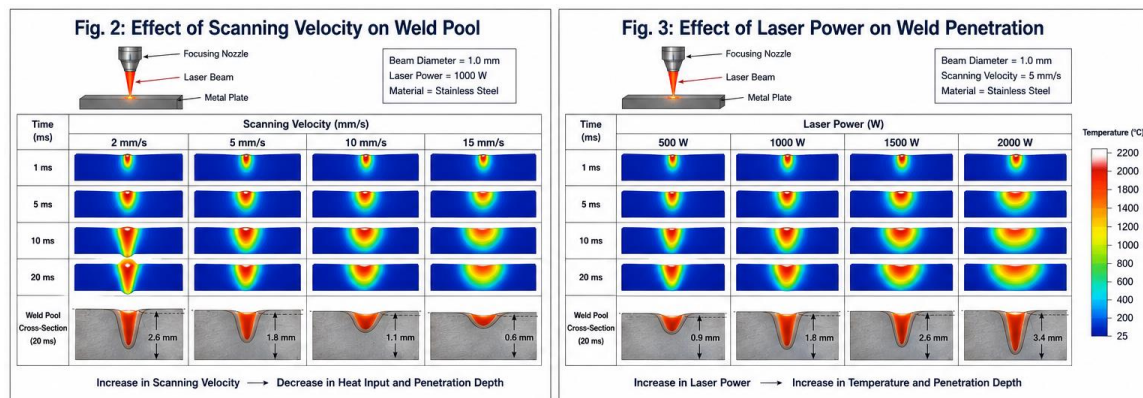 Fig. 2: Effect of Scanning Velocity on Weld Pool
Focusing Nozzle
Laser Beam
Metal Plate
Beam Diameter = 1.0 mm
Laser Power = 1000 W
Material = Stainless Steel
Time (ms)
Scanning Velocity (mm/s)
2 mm/s 5 mm/s 10 mm/s 15 mm/s
1 ms
5 ms
10 ms
20 ms
Weld Pool
Cross-Section
(20 ms)
2.6 mm 1.8 mm 1.1 mm 0.6 mm
Increase in Scanning Velocity → Decrease in Heat Input and Penetration Depth
Fig. 3: Effect of Laser Power on Weld Penetration
Focusing Nozzle
Laser Beam
Metal Plate
Beam Diameter = 1.0 mm
Scanning Velocity = 5 mm/s
Material = Stainless Steel
Time (ms)
Laser Power (W)
500 W 1000 W 1500 W 2000 W
1 ms
5 ms
10 ms
20 ms
Weld Pool
Cross-Section
(20 ms)
0.9 mm 1.8 mm 2.6 mm 3.4 mm
Increase in Laser Power → Increase in Temperature and Penetration Depth
Temperature (°C)
2200
2000
1800
1600
1400
1200
1000
800
600
400
200
25